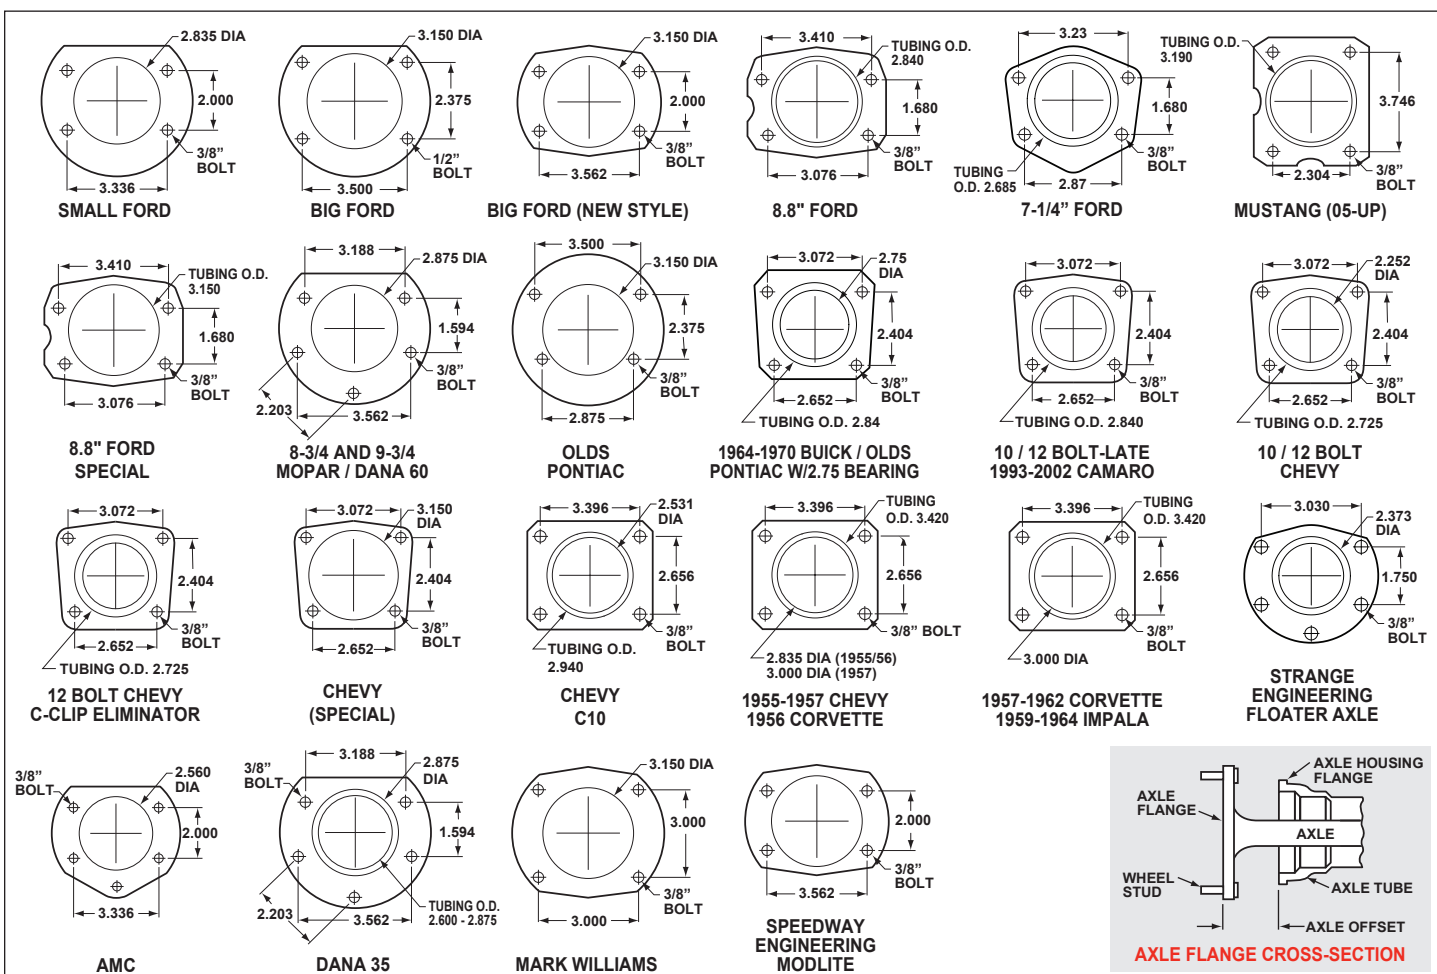 2.835 DIA
2.000
3/8”
BOLT
3.336
SMALL FORD
3.150 DIA
2.375
1/2”
BOLT
3.500
BIG FORD
3.150 DIA
2.000
3/8”
BOLT
3.562
BIG FORD (NEW STYLE)
3.410
TUBING O.D.
2.840
1.680
3/8”
BOLT
3.076
8.8" FORD
3.23
1.680
TUBING
O.D. 2.685
3/8”
BOLT
2.87
7-1/4” FORD
TUBING O.D.
3.190
3.746
3/8”
BOLT
2.304
MUSTANG (05-UP)
3.410
TUBING O.D.
3.150
1.680
3/8”
BOLT
3.076
8.8" FORD
SPECIAL
3.188
2.875 DIA
1.594
3/8”
BOLT
2.203
3.562
8-3/4 AND 9-3/4
MOPAR / DANA 60
3.500
3.150 DIA
2.375
3/8”
BOLT
2.875
OLDS
PONTIAC
3.072
2.75
DIA
2.404
3/8”
BOLT
2.652
TUBING O.D. 2.84
1964-1970 BUICK / OLDS
PONTIAC W/2.75 BEARING
3.072
2.404
3/8”
BOLT
2.652
TUBING O.D. 2.840
10 / 12 BOLT-LATE
1993-2002 CAMARO
3.072
2.252
DIA
2.404
3/8”
BOLT
2.652
TUBING O.D. 2.725
10 / 12 BOLT
CHEVY
3.072
2.404
3/8”
BOLT
2.652
TUBING O.D. 2.725
12 BOLT CHEVY
C-CLIP ELIMINATOR
3.072
3.150
DIA
2.404
3/8”
BOLT
2.652
CHEVY
(SPECIAL)
3.396
2.531
DIA
2.656
3/8”
BOLT
TUBING O.D.
2.940
CHEVY
C10
3.396
TUBING
O.D. 3.420
2.656
3/8” BOLT
2.835 DIA (1955/56)
3.000 DIA (1957)
1955-1957 CHEVY
1956 CORVETTE
3.396
TUBING
O.D. 3.420
2.656
3/8”
BOLT
3.000 DIA
1957-1962 CORVETTE
1959-1964 IMPALA
3.030
2.373
DIA
1.750
3/8”
BOLT
STRANGE
ENGINEERING
FLOATER AXLE
3/8”
BOLT
2.560
DIA
2.000
3.336
AMC
3.188
3/8”
BOLT
2.875
DIA
1.594
2.203
3.562
TUBING O.D.
2.600 - 2.875
DANA 35
3.150 DIA
3.000
3/8”
BOLT
3.000
MARK WILLIAMS
2.000
3/8”
BOLT
3.562
SPEEDWAY
ENGINEERING
MODLITE
AXLE HOUSING
FLANGE
AXLE
FLANGE
AXLE
WHEEL
STUD
AXLE TUBE
AXLE OFFSET
AXLE FLANGE CROSS-SECTION